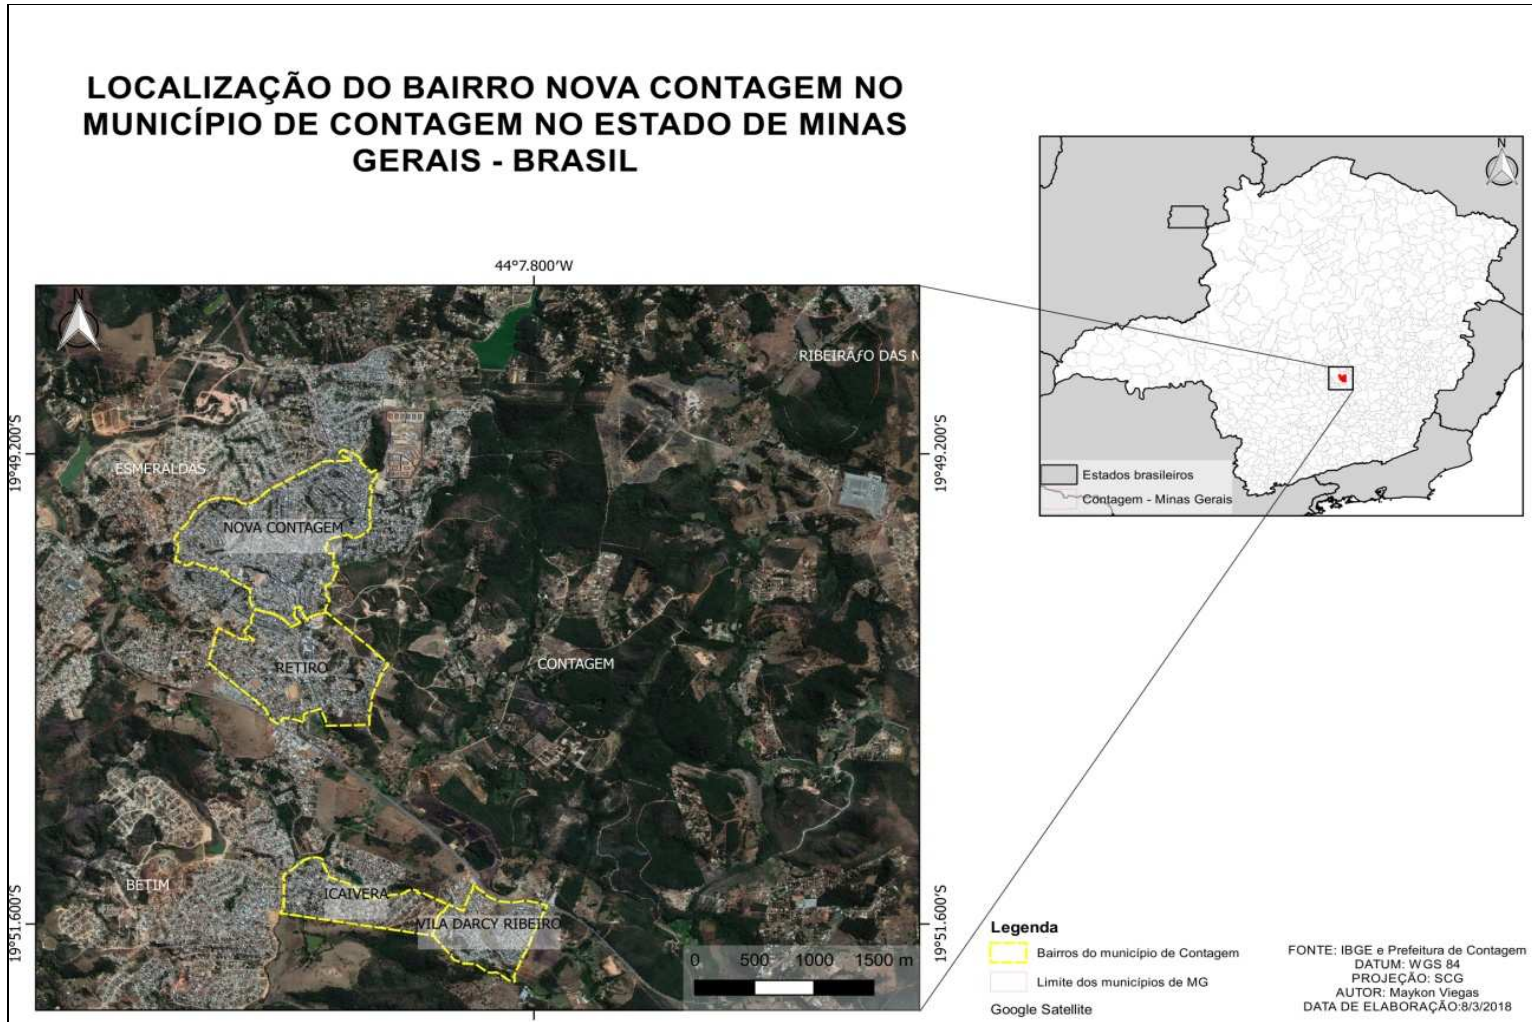 LOCALIZAÇÃO DO BAIRRO NOVA CONTAGEM NO
MUNICÍPIO DE CONTAGEM NO ESTADO DE MINAS
GERAIS - BRASIL
N
Estados brasileiros
Contagem - Minas Gerais
44°7.800'W
N
RIBEIRÃƒO DAS N
19°49.200'S
19°49.200'S
ESMERALDAS
NOVA CONTAGEM
RETIRO
CONTAGEM
BETIM
ICAIVERA
VILA DARCY RIBEIRO
19°51.600'S
19°51.600'S
0 500 1000 1500 m
Legenda
Bairros do município de Contagem
Limite dos municípios de MG
Google Satellite
FONTE: IBGE e Prefeitura de Contagem
DATUM: WGS 84
PROJEÇÃO: SCG
AUTOR: Maykon Viegas
DATA DE ELABORAÇÃO:8/3/2018